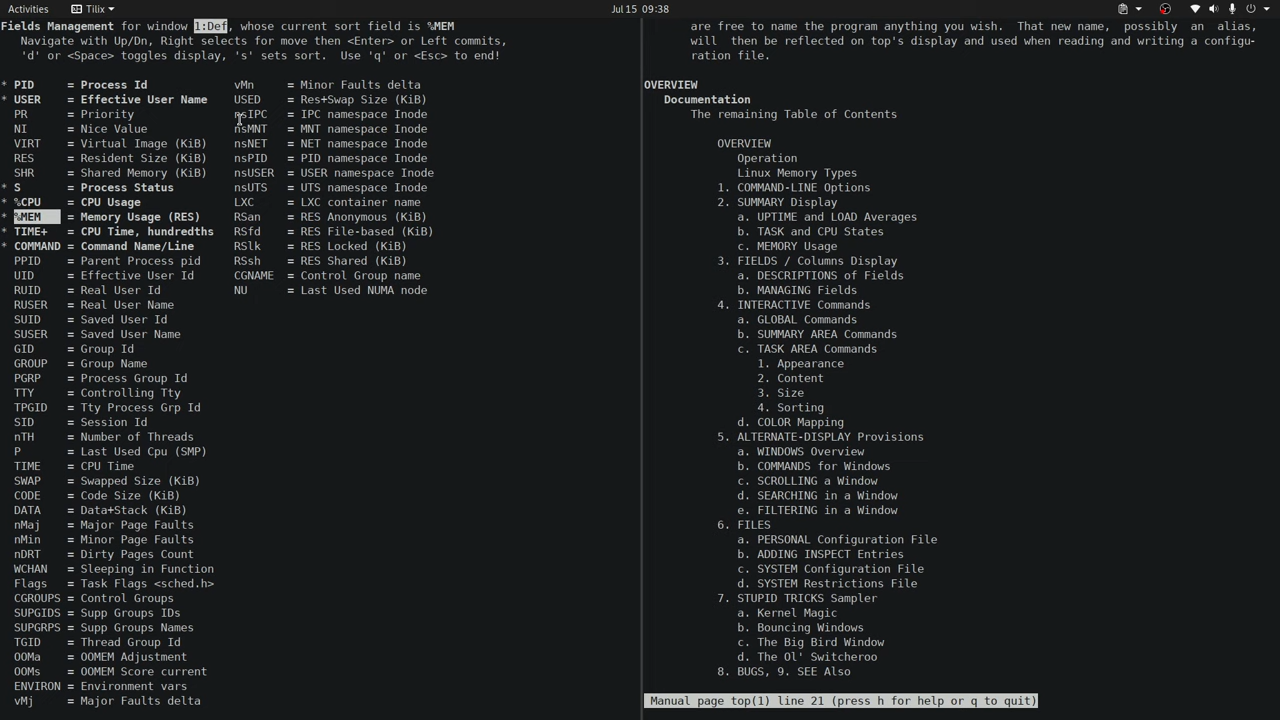 Activities Tilix Jul 15 09:38
Fields Management for window 1:Def, whose current sort field is %MEM
Navigate with Up/Dn, Right selects for move then <Enter> or Left commits,
'd' or <Space> toggles display, 's' sets sort. Use 'q' or <Esc> to end!
* PID = Process Id vMn = Minor Faults delta
* USER = Effective User Name USED = Res+Swap Size (KiB)
PR = Priority nsIPC = IPC namespace Inode
NI = Nice Value nsMNT = MNT namespace Inode
VIRT = Virtual Image (KiB) nsNET = NET namespace Inode
RES = Resident Size (KiB) nsPID = PID namespace Inode
SHR = Shared Memory (KiB) nsUSER = USER namespace Inode
* S = Process Status nsUTS = UTS namespace Inode
* %CPU = CPU Usage LXC = LXC container name
* %MEM = Memory Usage (RES) RSan = RES Anonymous (KiB)
* TIME+ = CPU Time, hundredths RSfd = RES File-based (KiB)
* COMMAND = Command Name/Line RSlk = RES Locked (KiB)
PPID = Parent Process pid RSsh = RES Shared (KiB)
UID = Effective User Id CGNAME = Control Group name
RUID = Real User Id NU = Last Used NUMA node
RUSER = Real User Name
SUID = Saved User Id
SUSER = Saved User Name
GID = Group Id
GROUP = Group Name
PGRP = Process Group Id
TTY = Controlling Tty
TPGID = Tty Process Grp Id
SID = Session Id
nTH = Number of Threads
P = Last Used Cpu (SMP)
TIME = CPU Time
SWAP = Swapped Size (KiB)
CODE = Code Size (KiB)
DATA = Data+Stack (KiB)
nMaj = Major Page Faults
nMin = Minor Page Faults
nDRT = Dirty Pages Count
WCHAN = Sleeping in Function
Flags = Task Flags <sched.h>
CGROUPS = Control Groups
SUPGIDS = Supp Groups IDs
SUPGRPS = Supp Groups Names
TGID = Thread Group Id
OOMa = OOMEM Adjustment
OOMs = OOMEM Score current
ENVIRON = Environment vars
vMj = Major Faults delta
are free to name the program anything you wish. That new name, possibly an alias,
will then be reflected on top's display and used when reading and writing a configu-
ration file.
OVERVIEW
Documentation
The remaining Table of Contents
OVERVIEW
Operation
Linux Memory Types
1. COMMAND-LINE Options
2. SUMMARY Display
a. UPTIME and LOAD Averages
b. TASK and CPU States
c. MEMORY Usage
3. FIELDS / Columns Display
a. DESCRIPTIONS of Fields
b. MANAGING Fields
4. INTERACTIVE Commands
a. GLOBAL Commands
b. SUMMARY AREA Commands
c. TASK AREA Commands
1. Appearance
2. Content
3. Size
4. Sorting
d. COLOR Mapping
5. ALTERNATE-DISPLAY Provisions
a. WINDOWS Overview
b. COMMANDS for Windows
c. SCROLLING a Window
d. SEARCHING in a Window
e. FILTERING in a Window
6. FILES
a. PERSONAL Configuration File
b. ADDING INSPECT Entries
c. SYSTEM Configuration File
d. SYSTEM Restrictions File
7. STUPID TRICKS Sampler
a. Kernel Magic
b. Bouncing Windows
c. The Big Bird Window
d. The Ol' Switcheroo
8. BUGS, 9. SEE Also
Manual page top(1) line 21 (press h for help or q to quit)